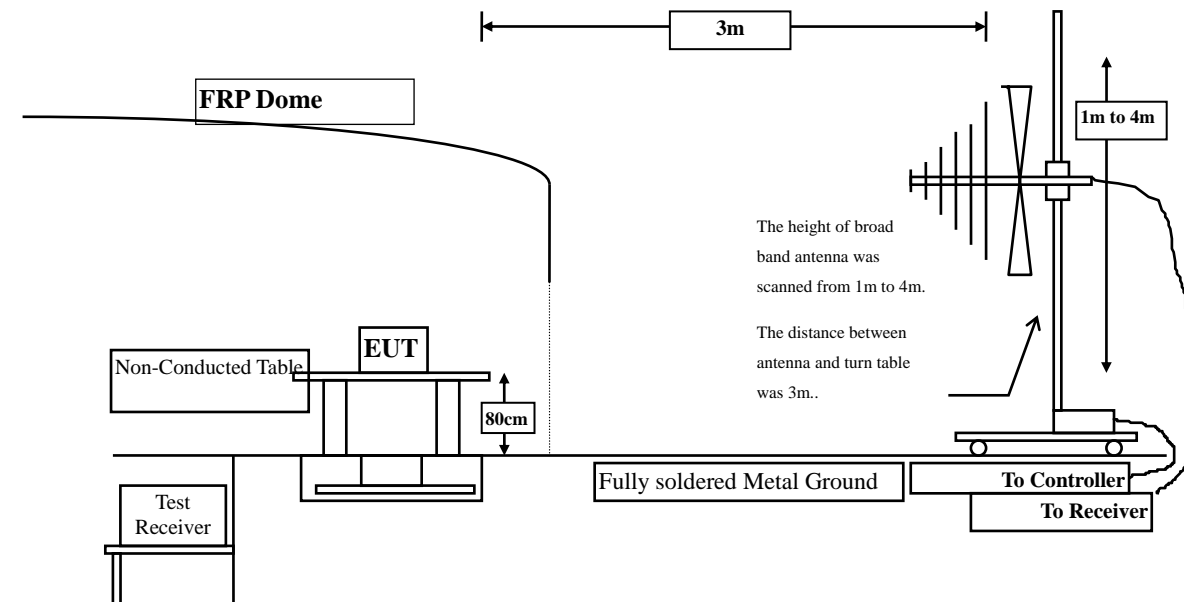 3m
FRP Dome
1m to 4m
The height of broad
band antenna was
scanned from 1m to 4m.
The distance between
antenna and turn table
was 3m..
EUT
Non-Conducted Table
80cm
Fully soldered Metal Ground
To Controller
To Receiver
Test
Receiver